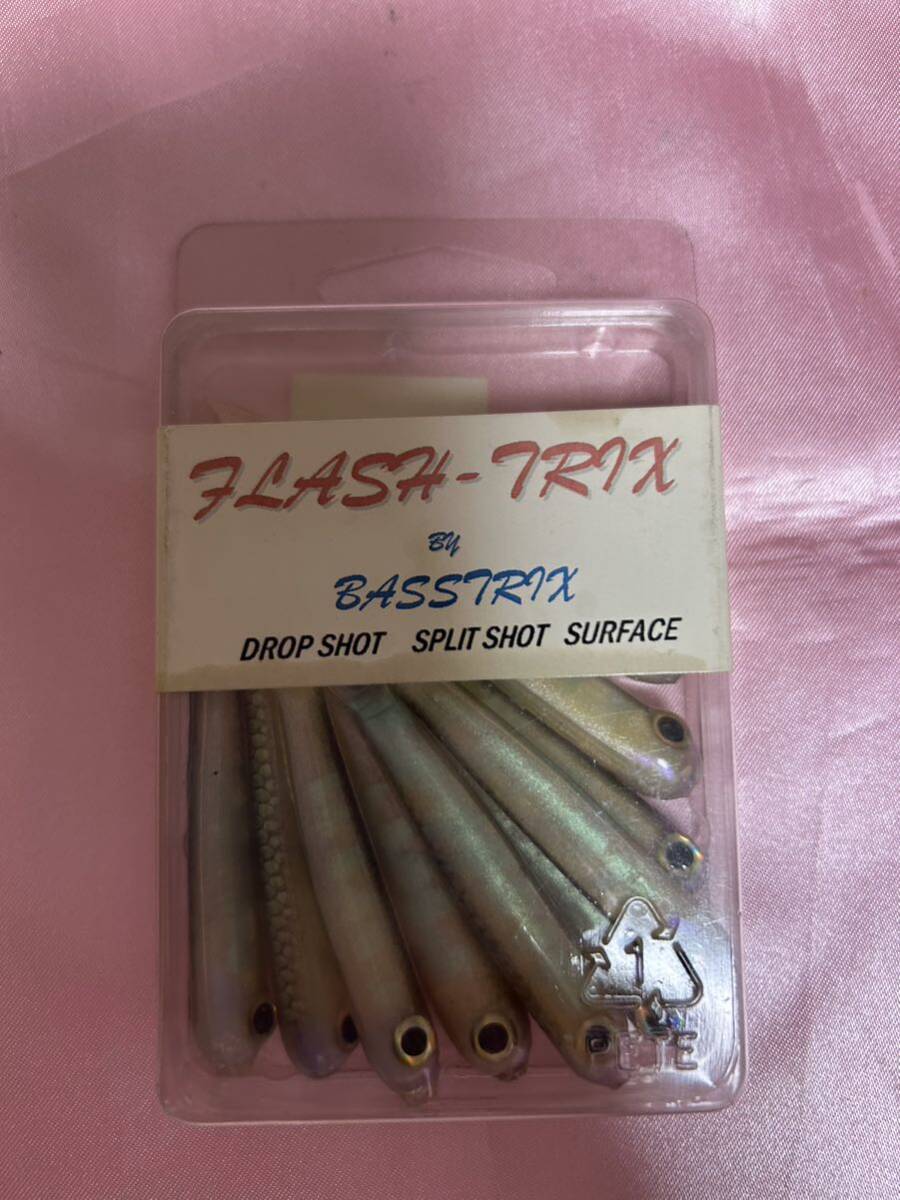 FLASH-TRIX
BY
BASSTRIX
DROP SHOT SPLIT SHOT SURFACE
1
PETE